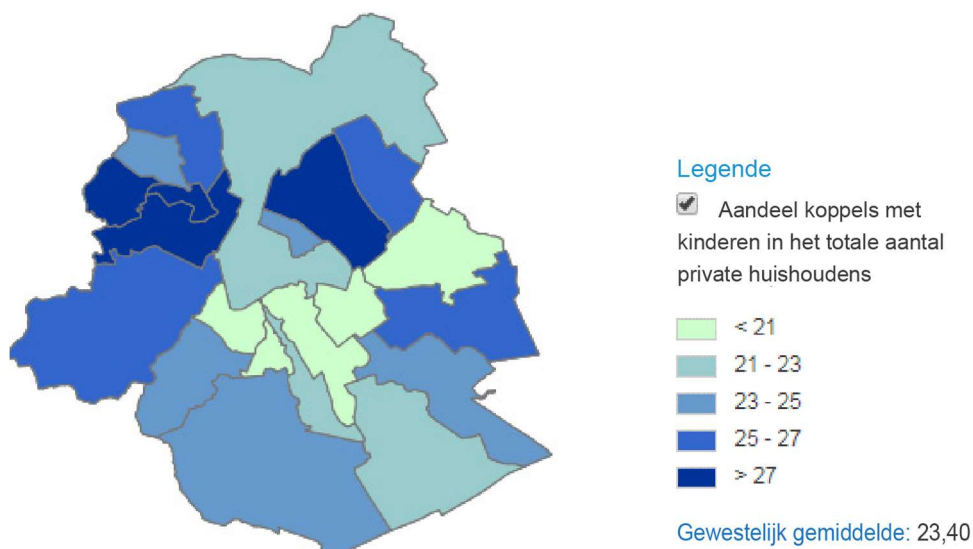 Legende
Aandeel koppels met
kinderen in het totale aantal
private huishoudens
< 21
21 - 23
23 - 25
25 - 27
> 27
Gewestelijk gemiddelde: 23,40